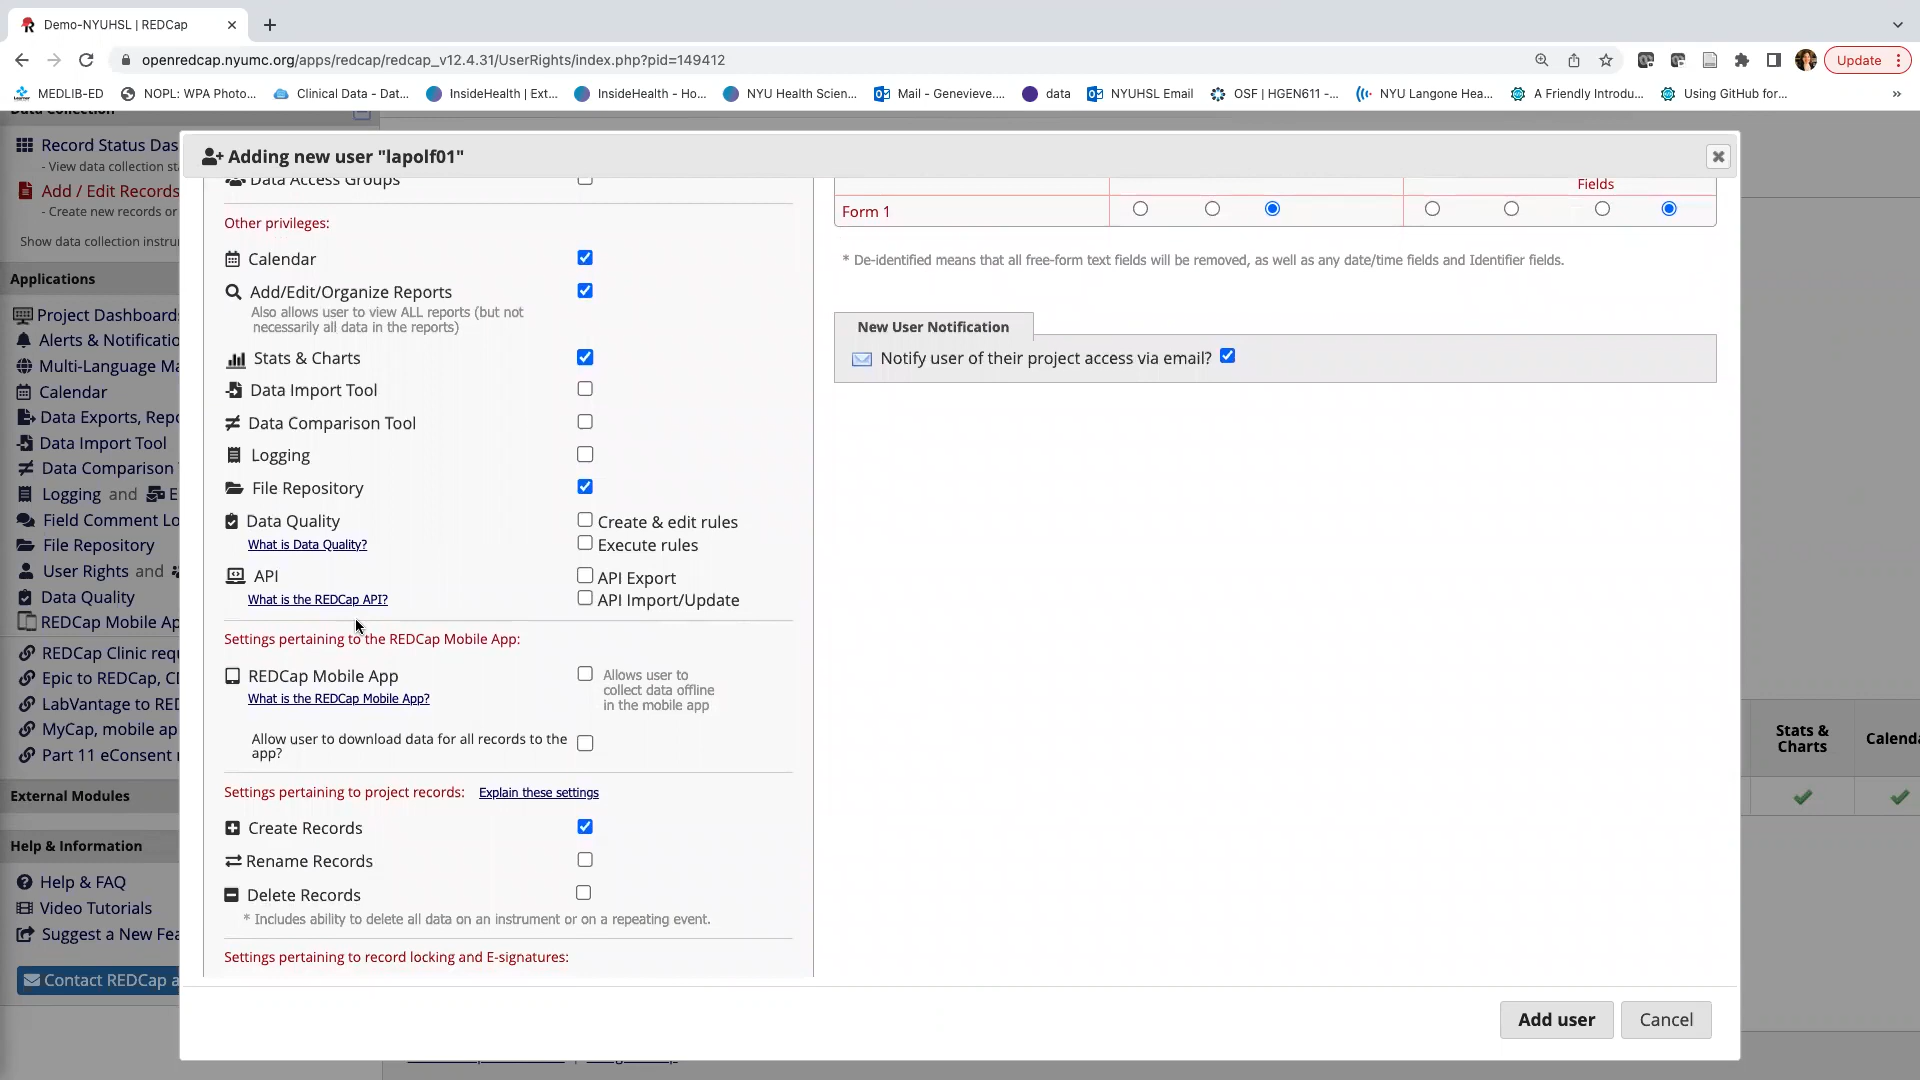 Demo-NYUHSL | REDCap
openredcap.nyumc.org/apps/redcap/redcap_v12.4.31/UserRights/index.php?pid=149412
Update
MEDLIB-ED
NOPL: WPA Photo...
Clinical Data - Dat...
InsideHealth | Ext...
InsideHealth - Ho...
NYU Health Scien...
Mail - Genevieve....
data
NYUHSL Email
OSF | HGEN611 -...
NYU Langone Hea...
A Friendly Introdu...
Using GitHub for...
Data Collection
Record Status Das
- View data collection st
Add / Edit Records
- Create new records or
Show data collection instru
Applications
Project Dashboard
Alerts & Notificatio
Multi-Language Ma
Calendar
Data Exports, Repo
Data Import Tool
Data Comparison T
Logging and E
Field Comment Lo
File Repository
User Rights and
Data Quality
REDCap Mobile Ap
REDCap Clinic requ
Epic to REDCap, CD
LabVantage to RED
MyCap, mobile ap
Part 11 eConsent r
External Modules
Help & Information
Help & FAQ
Video Tutorials
Suggest a New Fea
Contact REDCap a
Adding new user "lapolf01"
Data Access Groups
Other privileges:
Calendar
Add/Edit/Organize Reports
Also allows user to view ALL reports (but not
necessarily all data in the reports)
Stats & Charts
Data Import Tool
Data Comparison Tool
Logging
File Repository
Data Quality
Create & edit rules
What is Data Quality?
Execute rules
API
API Export
What is the REDCap API?
API Import/Update
Settings pertaining to the REDCap Mobile App:
REDCap Mobile App
What is the REDCap Mobile App?
Allows user to
collect data offline
in the mobile app
Allow user to download data for all records to the
app?
Settings pertaining to project records: Explain these settings
Create Records
Rename Records
Delete Records
* Includes ability to delete all data on an instrument or on a repeating event.
Settings pertaining to record locking and E-signatures:
Fields
Form 1
* De-identified means that all free-form text fields will be removed, as well as any date/time fields and Identifier fields.
New User Notification
Notify user of their project access via email?
Add user
Cancel
Stats &
Charts
Calenda